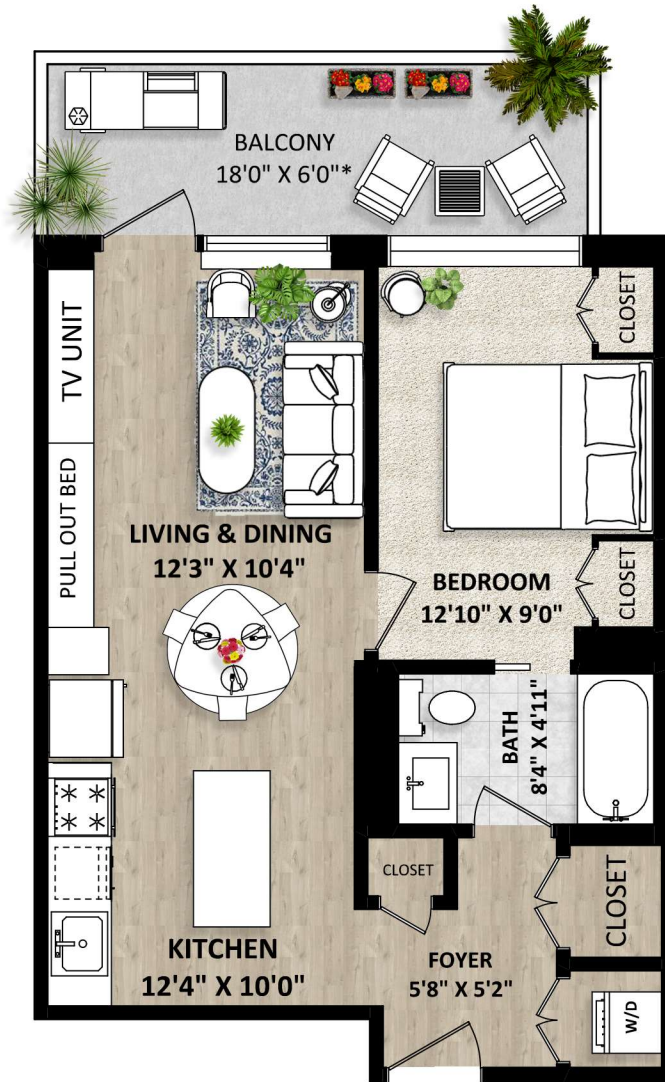 BALCONY
18'0" X 6'0"*
CLOSET
TV UNIT
PULL OUT BED
LIVING & DINING
12'3" X 10'4"
BEDROOM
12'10" X 9'0"
CLOSET
BATH
8'4" X 4'11"
CLOSET
CLOSET
KITCHEN
12'4" X 10'0"
FOYER
5'8" X 5'2"
W/D